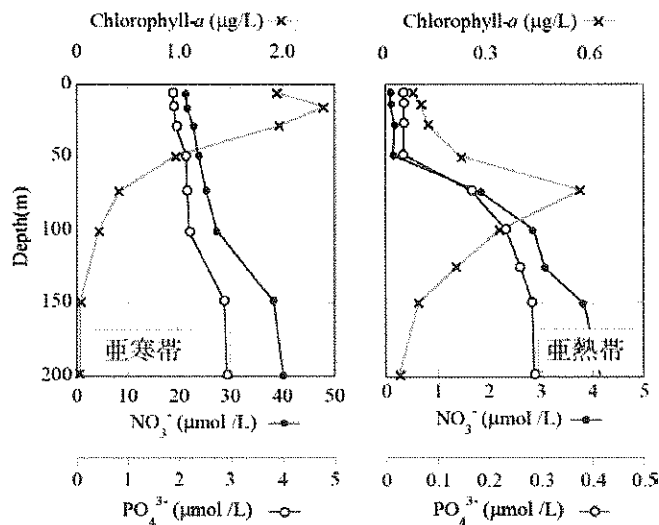 Chlorophyll-a (μg/L)
0 1.0 2.0
Chlorophyll-a (μg/L)
0 0.3 0.6
Depth(m)
0
50
100
150
200
亜寒帯
0 10 20 30 40 50
NO3- (μmol /L)
0 1 2 3 4 5
PO43- (μmol /L)
亜熱帯
0 1 2 3 4 5
NO3- (μmol /L)
0 0.1 0.2 0.3 0.4 0.5
PO43- (μmol /L)